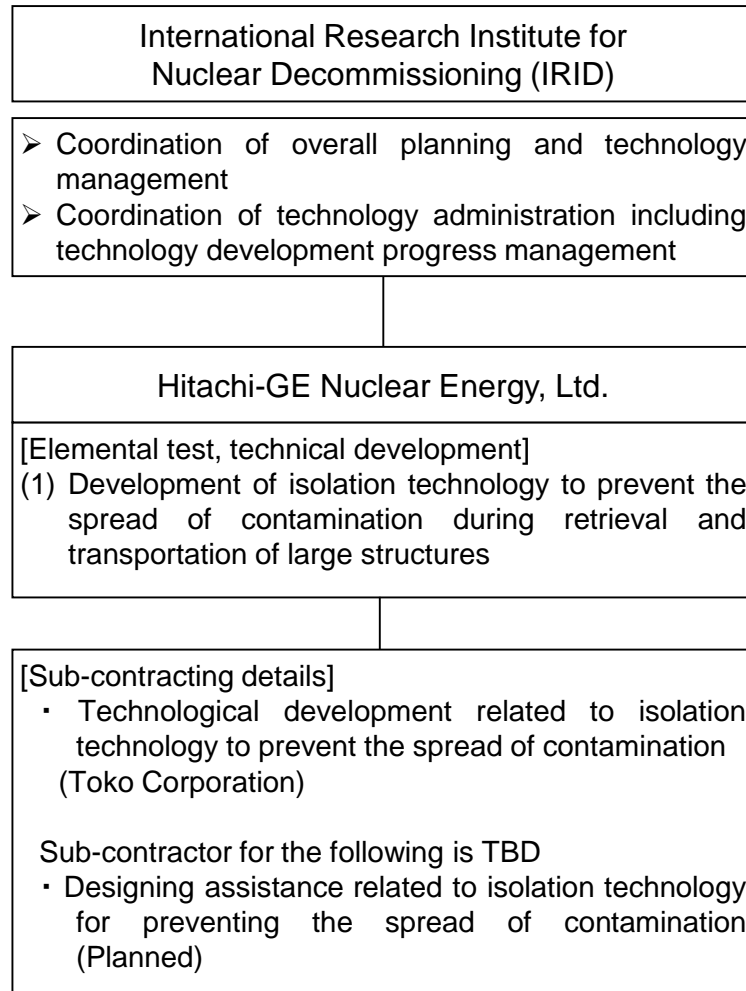 International Research Institute for
Nuclear Decommissioning (IRID)
➢ Coordination of overall planning and technology
management
➢ Coordination of technology administration including
technology development progress management
Hitachi-GE Nuclear Energy, Ltd.
[Elemental test, technical development]
(1) Development of isolation technology to prevent the
spread of contamination during retrieval and
transportation of large structures
[Sub-contracting details]
・ Technological development related to isolation
technology to prevent the spread of contamination
(Toko Corporation)
Sub-contractor for the following is TBD
・Designing assistance related to isolation technology
for preventing the spread of contamination
(Planned)